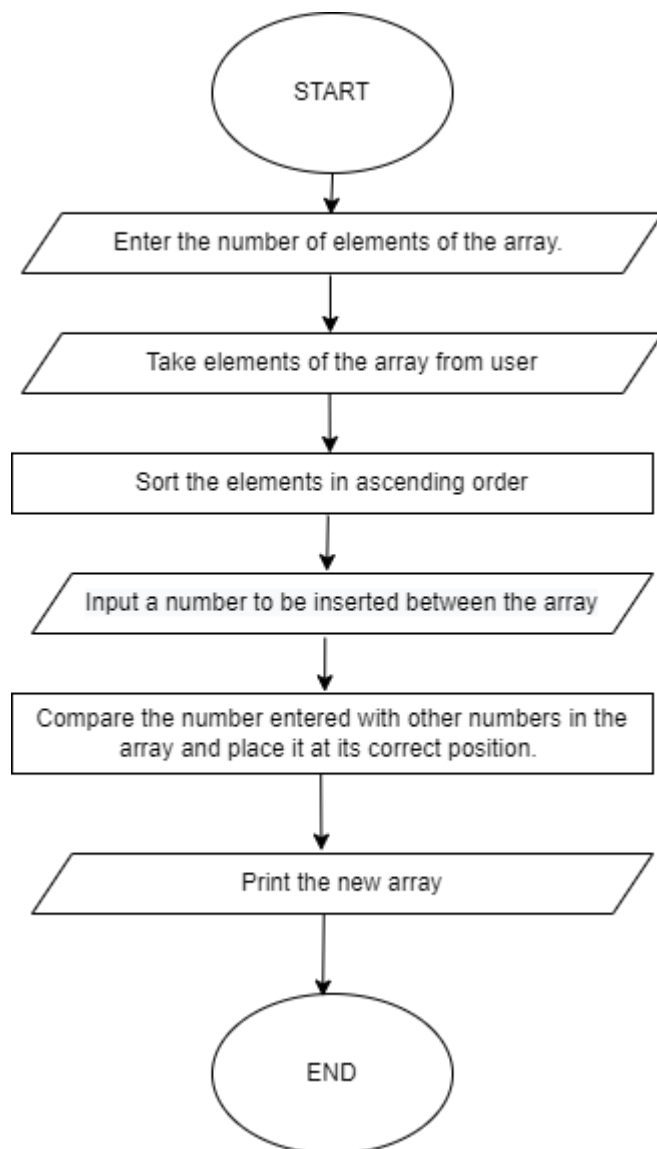 START
Enter the number of elements of the array.
Take elements of the array from user
Sort the elements in ascending order
Input a number to be inserted between the array
Compare the number entered with other numbers in the
array and place it at its correct position.
Print the new array
END